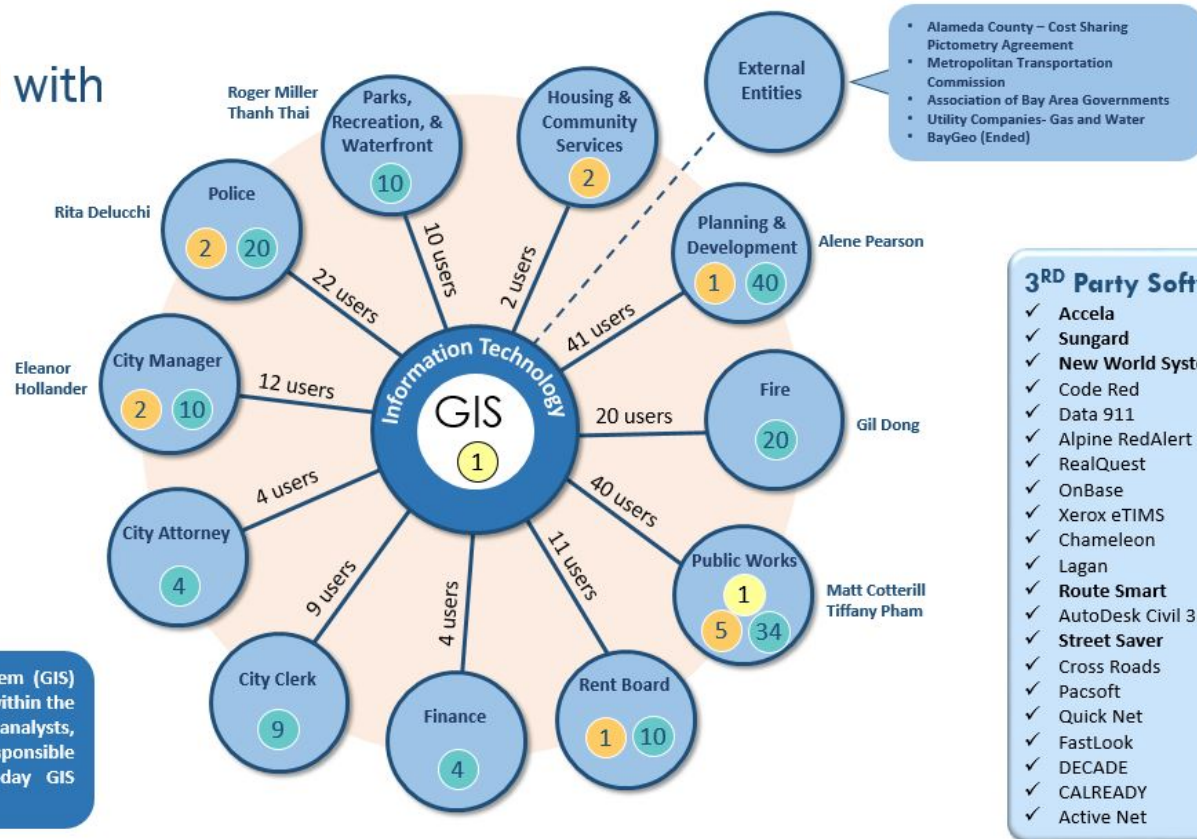 with
Roger Miller
Thanh Thai
Parks,
Recreation, &
Waterfront
10
10 users
Housing &
Community
Services
2
2 users
External
Entities
• Alameda County – Cost Sharing
Pictometry Agreement
• Metropolitan Transportation
Commission
• Association of Bay Area Governments
• Utility Companies- Gas and Water
• BayGeo (Ended)
Rita Delucchi
Police
2 20
22 users
Planning &
Development
1 40
41 users
Alene Pearson
Eleanor
Hollander
City Manager
2 10
12 users
Information Technology
GIS
1
Fire
20
20 users
Gil Dong
City Attorney
4
4 users
Public Works
1
5 34
40 users
Matt Cotterill
Tiffany Pham
City Clerk
9
9 users
Finance
4
4 users
Rent Board
1 10
11 users
em (GIS)
within the
analysts,
sponsible
day GIS
3RD Party Soft
✓ Accela
✓ Sungard
✓ New World Syste
✓ Code Red
✓ Data 911
✓ Alpine RedAlert
✓ RealQuest
✓ OnBase
✓ Xerox eTIMS
✓ Chameleon
✓ Lagan
✓ Route Smart
✓ AutoDesk Civil 3
✓ Street Saver
✓ Cross Roads
✓ Pacsoft
✓ Quick Net
✓ FastLook
✓ DECADE
✓ CALREADY
✓ Active Net